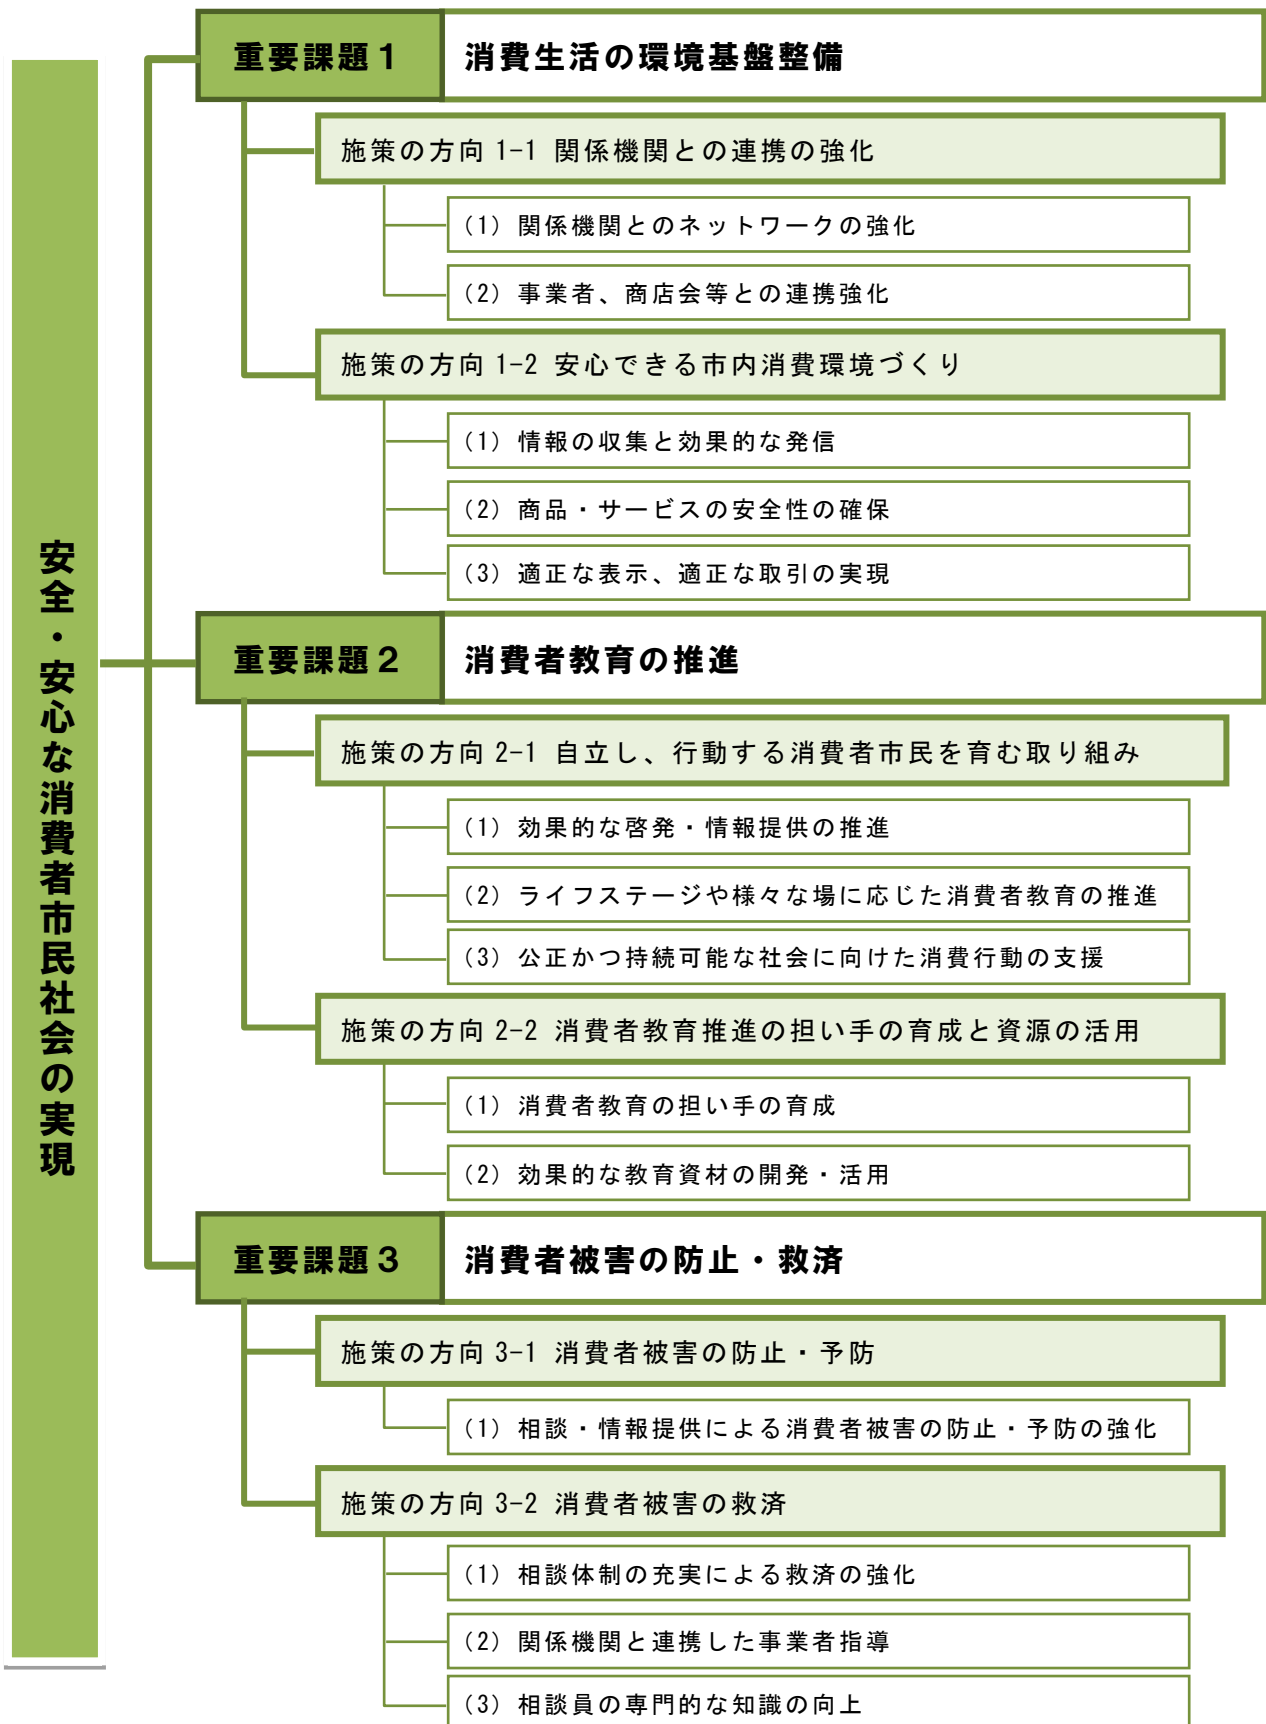 安全・安心な消費者市民社会の実現
重要課題１ 消費生活の環境基盤整備
施策の方向 1-1 関係機関との連携の強化
（1）関係機関とのネットワークの強化
（2）事業者、商店会等との連携強化
施策の方向 1-2 安心できる市内消費環境づくり
（1）情報の収集と効果的な発信
（2）商品・サービスの安全性の確保
（3）適正な表示、適正な取引の実現
重要課題２ 消費者教育の推進
施策の方向 2-1 自立し、行動する消費者市民を育む取り組み
（1）効果的な啓発・情報提供の推進
（2）ライフステージや様々な場に応じた消費者教育の推進
（3）公正かつ持続可能な社会に向けた消費行動の支援
施策の方向 2-2 消費者教育推進の担い手の育成と資源の活用
（1）消費者教育の担い手の育成
（2）効果的な教育資材の開発・活用
重要課題３ 消費者被害の防止・救済
施策の方向 3-1 消費者被害の防止・予防
（1）相談・情報提供による消費者被害の防止・予防の強化
施策の方向 3-2 消費者被害の救済
（1）相談体制の充実による救済の強化
（2）関係機関と連携した事業者指導
（3）相談員の専門的な知識の向上